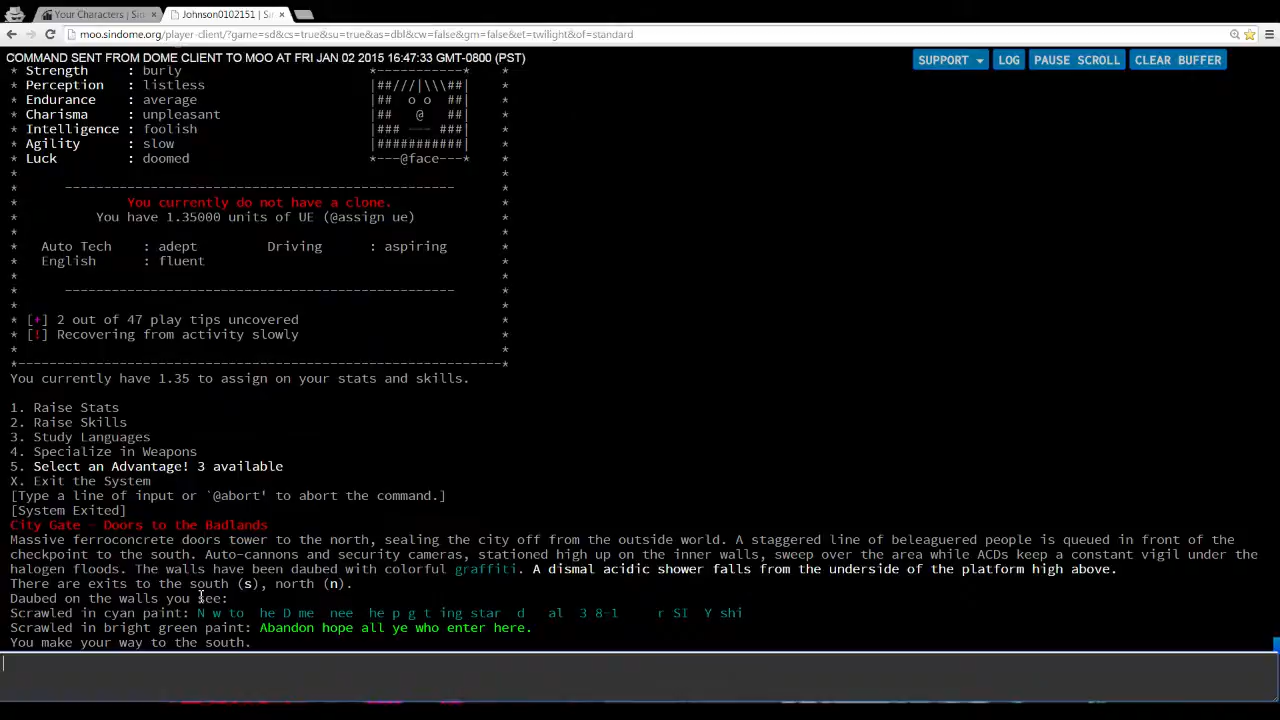 Your Characters | Sin
Johnson0102151 | Si
moo.sindome.org/player-client/?game=sd&cs=true&su=true&as=dbl&cw=false&gm=false&et=twilight&of=standard
COMMAND SENT FROM DOME CLIENT TO MOO AT FRI JAN 02 2015 16:47:33 GMT-0800 (PST)
SUPPORT LOG PAUSE SCROLL CLEAR BUFFER
* Strength : burly *-----------* *
* Perception : listless |##///|\\\##| *
* Endurance : average |## o o ##| *
* Charisma : unpleasant |## @ ##| *
* Intelligence : foolish |### --- ###| *
* Agility : slow |###########| *
* Luck : doomed *---@face---* *
* *
* ----------------------------------------------------- *
* You currently do not have a clone. *
* You have 1.35000 units of UE (@assign ue) *
* *
* Auto Tech : adept Driving : aspiring *
* English : fluent *
* *
* ----------------------------------------------------- *
* *
* [+] 2 out of 47 play tips uncovered *
* [!] Recovering from activity slowly *
* *
*-------------------------------------------------------------*
You currently have 1.35 to assign on your stats and skills.
1. Raise Stats
2. Raise Skills
3. Study Languages
4. Specialize in Weapons
5. Select an Advantage! 3 available
X. Exit the System
[Type a line of input or `@abort' to abort the command.]
[System Exited]
City Gate - Doors to the Badlands
Massive ferroconcrete doors tower to the north, sealing the city off from the outside world. A staggered line of beleaguered people is queued in front of the
checkpoint to the south. Auto-cannons and security cameras, stationed high up on the inner walls, sweep over the area while ACDs keep a constant vigil under the
halogen floods. The walls have been daubed with colorful graffiti. A dismal acidic shower falls from the underside of the platform high above.
There are exits to the south (s), north (n).
Daubed on the walls you see:
Scrawled in cyan paint: N w to he D me nee he p g t ing star d al 3 8-1 r SI Y shi
Scrawled in bright green paint: Abandon hope all ye who enter here.
You make your way to the south.